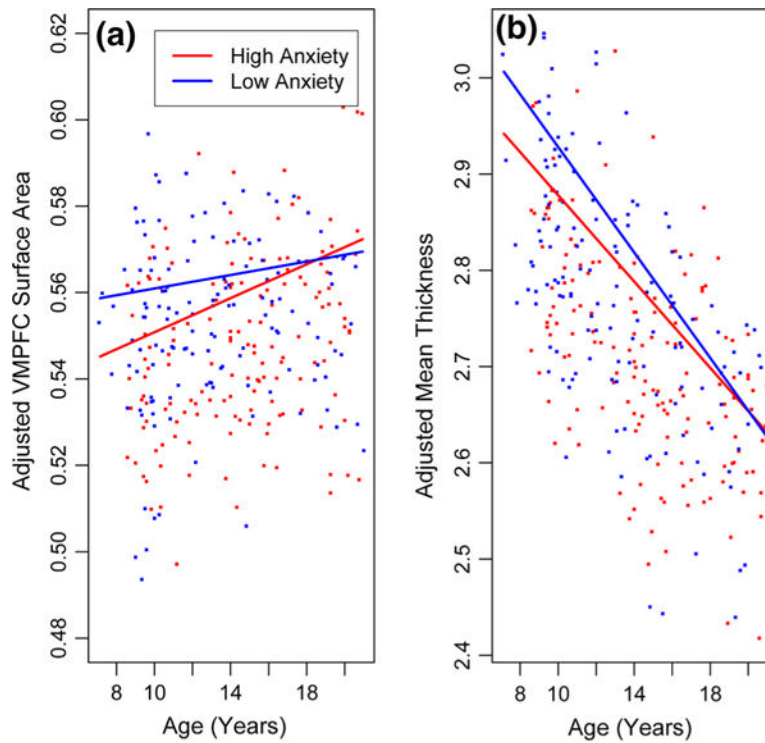 (a)
High Anxiety
Low Anxiety
Adjusted VMPFC Surface Area
0.62
0.60
0.58
0.56
0.54
0.52
0.50
0.48
8 10 14 18
Age (Years)
(b)
Adjusted Mean Thickness
3.0
2.9
2.8
2.7
2.6
2.5
2.4
8 10 14 18
Age (Years)